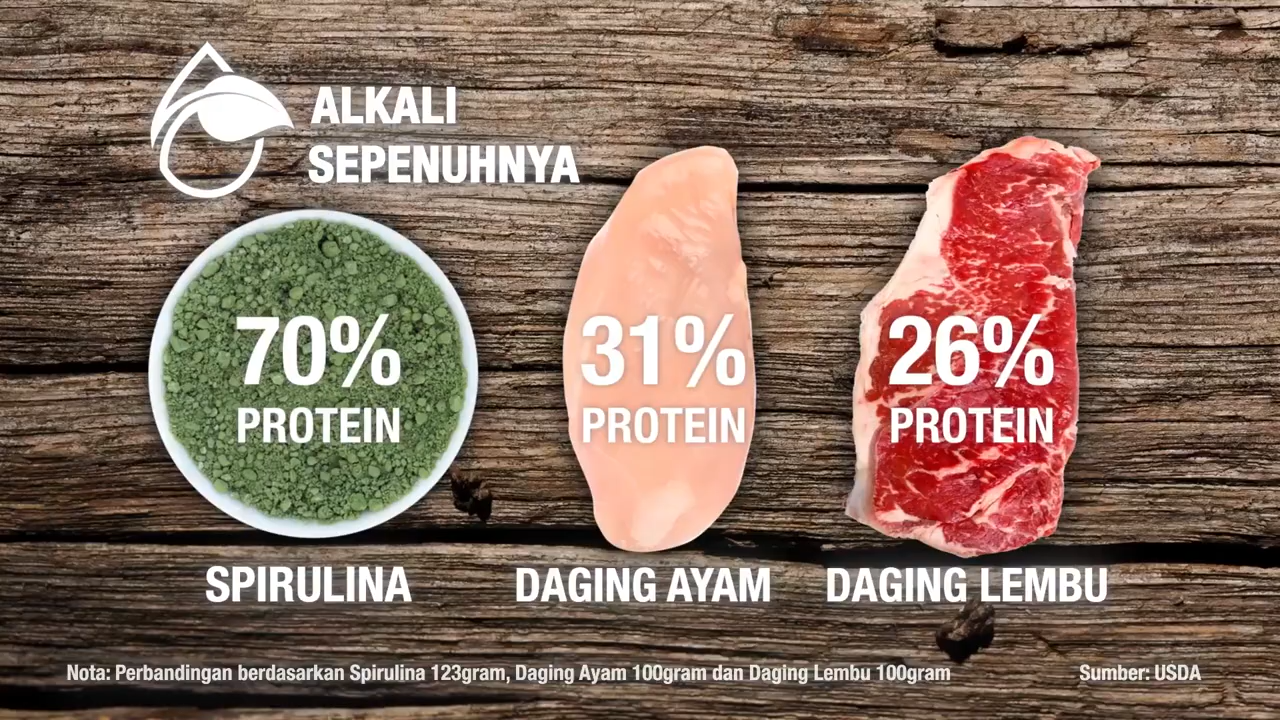 ALKALI
SEPENUHNYA
70%
PROTEIN
31%
PROTEIN
26%
PROTEIN
SPIRULINA
DAGING AYAM
DAGING LEMBU
Nota: Perbandingan berdasarkan Spirulina 123gram, Daging Ayam 100gram dan Daging Lembu 100gram
Sumber: USDA